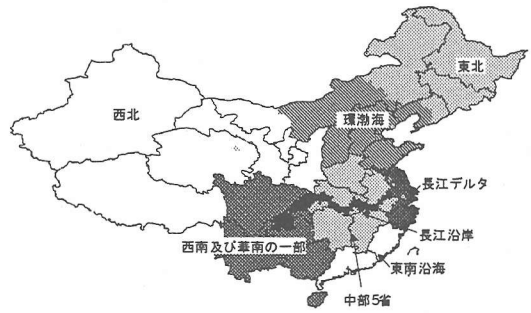 東北
西北
環渤海
長江デルタ
西南及び華南の一部
長江沿岸
東南沿海
中部5省